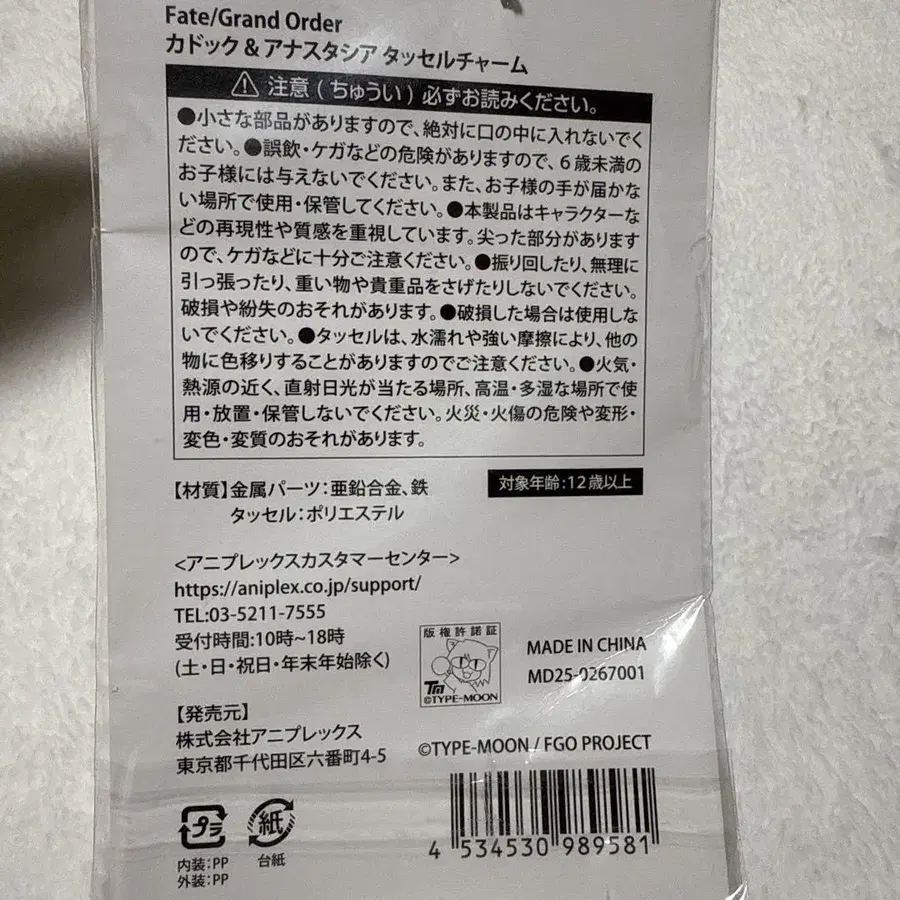 Fate/Grand Order
カドック & アナスタシア タッセルチャーム
注意(ちゅうい)必ずお読みください。
●小さな部品がありますので、絶対に口の中に入れないでく
ださい。●誤飲・ケガなどの危険がありますので、6歳未満の
お子様には与えないでください。また、お子様の手が届かな
い場所で使用・保管してください。●本製品はキャラクターな
どの再現性や質感を重視しています。尖った部分があります
ので、ケガなどに十分ご注意ください。●振り回したり、無理に
引っ張ったり、重い物や貴重品をさげたりしないでください。
破損や紛失のおそれがあります。●破損した場合は使用しな
いでください。●タッセルは、水濡れや強い摩擦により、他の
物に色移りすることがありますのでご注意ください。●火気・
熱源の近く、直射日光が当たる場所、高温・多湿な場所で使
用・放置・保管しないでください。火災・火傷の危険や変形・
変色・変質のおそれがあります。
【材質】金属パーツ:亜鉛合金、鉄
タッセル:ポリエステル
対象年齢:12歳以上
<アニプレックスカスタマーセンター>
https://aniplex.co.jp/support/
TEL:03-5211-7555
受付時間:10時~18時
(土・日・祝日・年末年始除く)
版権許諾証
TM
©TYPE-MOON
MADE IN CHINA
MD25-0267001
【発売元】
株式会社アニプレックス
東京都千代田区六番町4-5
©TYPE-MOON / FGO PROJECT
プラ
内装:PP
外装:PP
紙
台紙
4 534530 989581